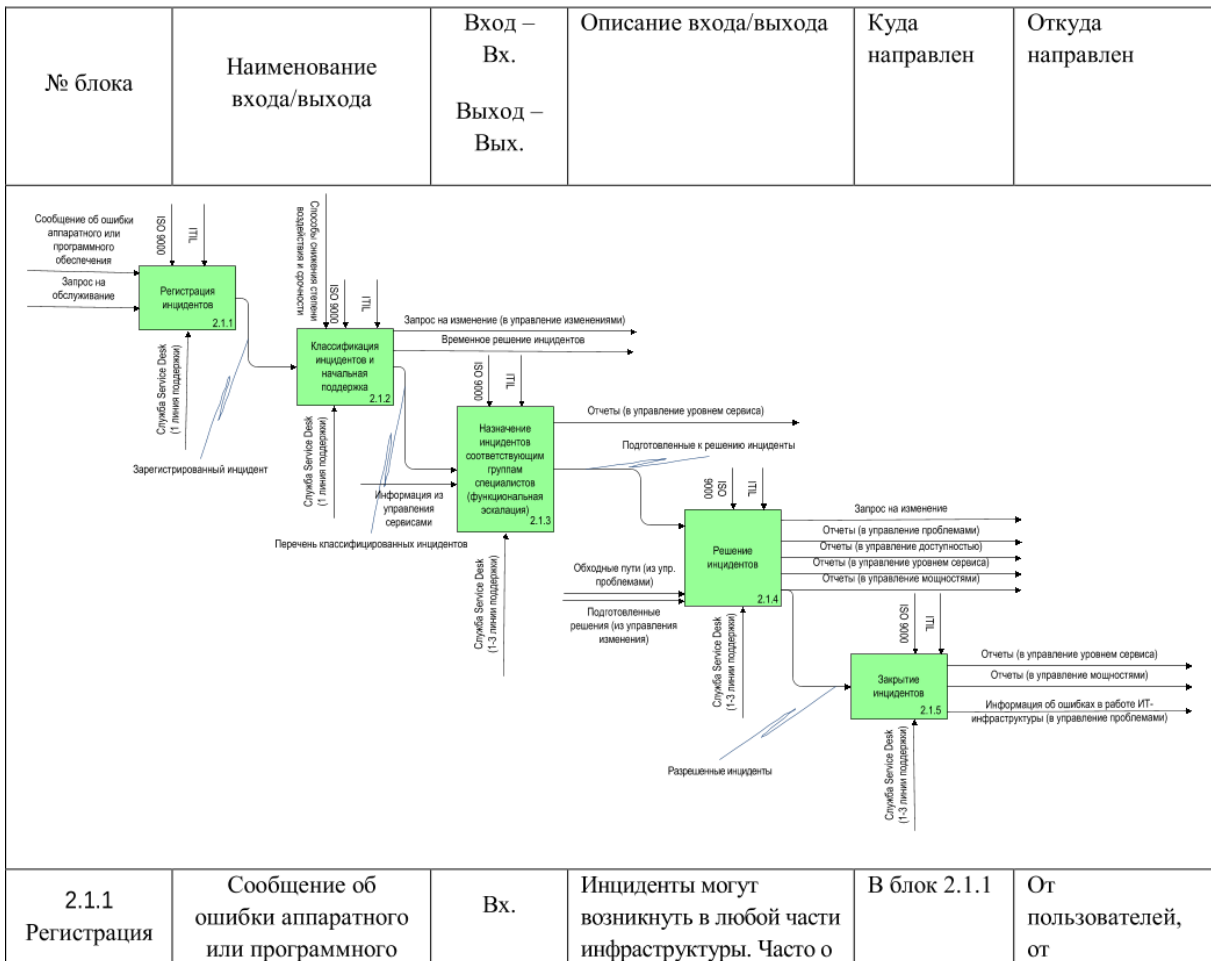 № блока
Наименование
входа/выхода
Вход –
Вх.
Выход –
Вых.
Описание входа/выхода
Куда
направлен
Откуда
направлен
Сообщение об ошибки
аппаратного или
программного
обеспечения
Запрос на
обслуживание
ISO 9000
ITIL
Регистрация
инцидентов
2.1.1
Служба Service Desk
(1 линия поддержки)
Зарегистрированный инцидент
Способы снижения степени
воздействия и срочности
ISO 9000
ITIL
Классификация
инцидентов и
начальная
поддержка
2.1.2
Запрос на изменение (в управление изменениями)
Временное решение инцидентов
Служба Service Desk
(1 линия поддержки)
Перечень классифицированных инцидентов
Информация из
управления
сервисами
ISO 9000
ITIL
Назначение
инцидентов
соответствующим
группам
специалистов
(функциональная
эскалация)
2.1.3
Отчеты (в управление уровнем сервиса)
Подготовленные к решению инциденты
Служба Service Desk
(1-3 линии поддержки)
Обходные пути (из упр.
проблемами)
Подготовленные
решения (из управления
изменения)
ISO
9000
ITIL
Решение
инцидентов
2.1.4
Запрос на изменение
Отчеты (в управление проблемами)
Отчеты (в управление доступностью)
Отчеты (в управление уровнем сервиса)
Отчеты (в управление мощностями)
Служба Service Desk
(1-3 линии поддержки)
Разрешенные инциденты
ISO 9000
ITIL
Закрытие
инцидентов
2.1.5
Отчеты (в управление уровнем сервиса)
Отчеты (в управление мощностями)
Информация об ошибках в работе ИТ-
инфраструктуры (в управление проблемами)
Служба Service Desk
(1-3 линии поддержки)
2.1.1
Регистрация
Сообщение об
ошибки аппаратного
или программного
Вх.
Инциденты могут
возникнуть в любой части
инфраструктуры. Часто о
В блок 2.1.1
От
пользователей,
от